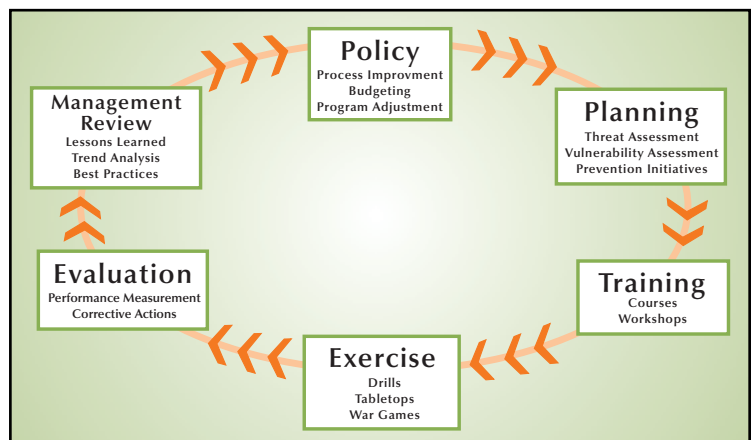 Policy
Process Improvment
Budgeting
Program Adjustment
Planning
Threat Assessment
Vulnerability Assessment
Prevention Initiatives
Training
Courses
Workshops
Exercise
Drills
Tabletops
War Games
Evaluation
Performance Measurement
Corrective Actions
Management
Review
Lessons Learned
Trend Analysis
Best Practices